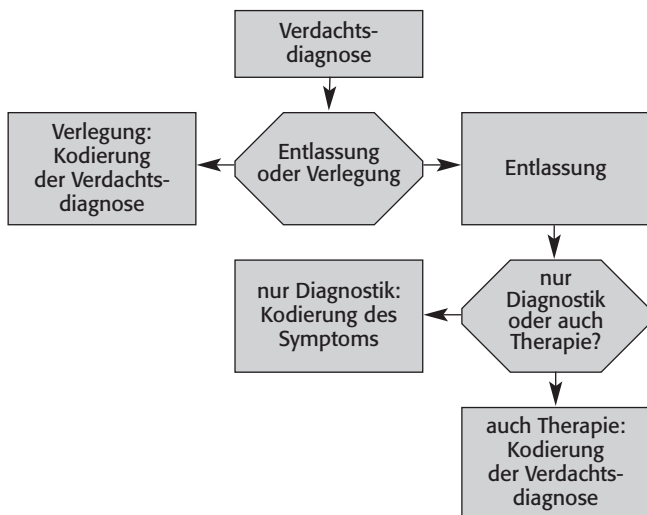 Verdachts-
diagnose
Verlegung:
Kodierung
der Verdachts-
diagnose
Entlassung
oder Verlegung
Entlassung
nur Diagnostik:
Kodierung des
Symptoms
nur
Diagnostik
oder auch
Therapie?
auch Therapie:
Kodierung
der Verdachts-
diagnose